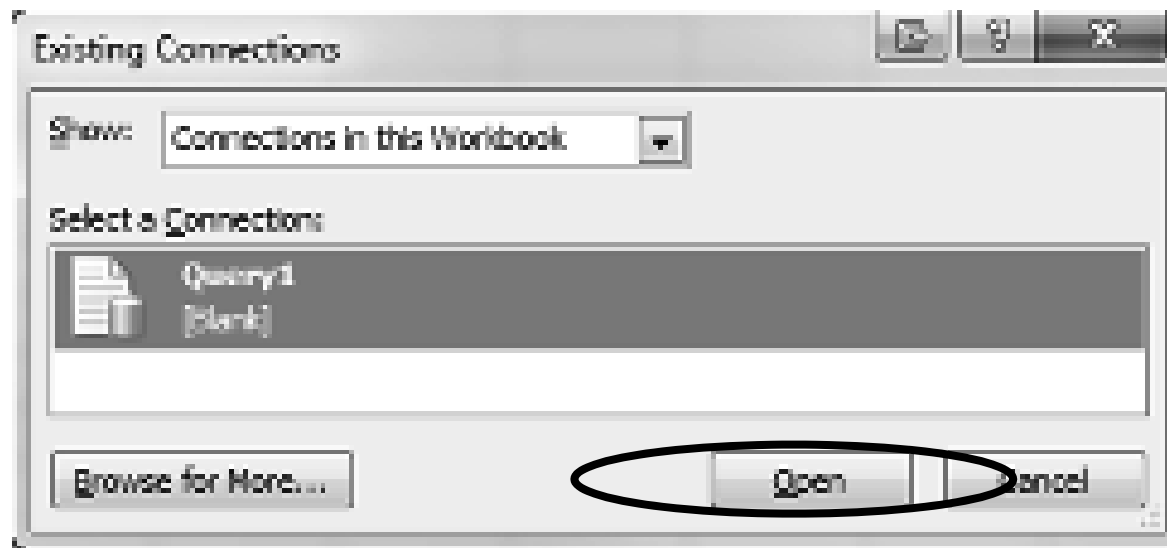 Existing Connections
Show: Connections in this Workbook
Select a Connection:
Query1
[Blank]
Browse for More...
Open
Cancel